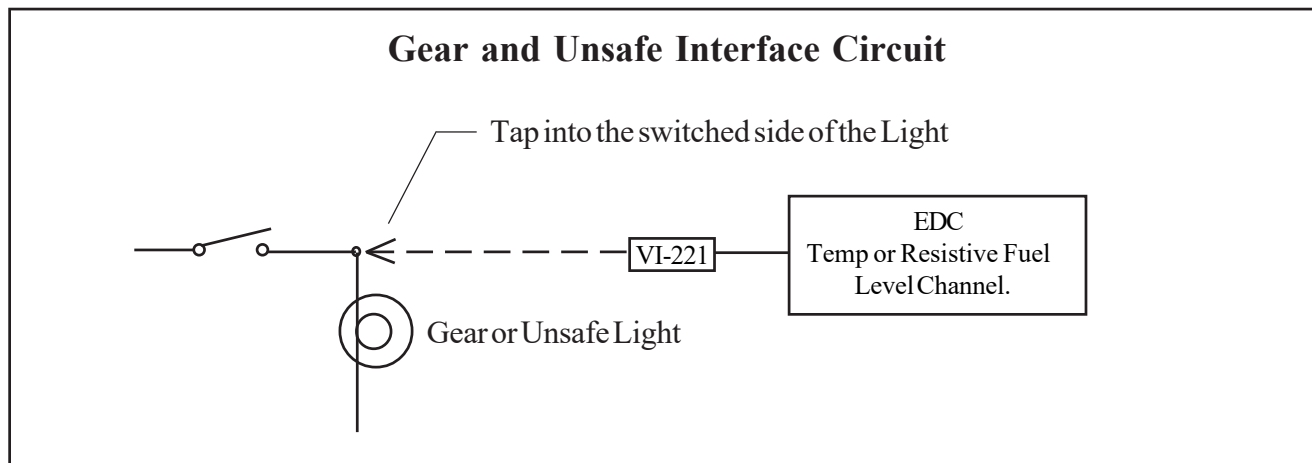 Gear and Unsafe Interface Circuit
Tap into the switched side of the Light
VI-221
EDC
Temp or Resistive Fuel
Level Channel.
Gear or Unsafe Light